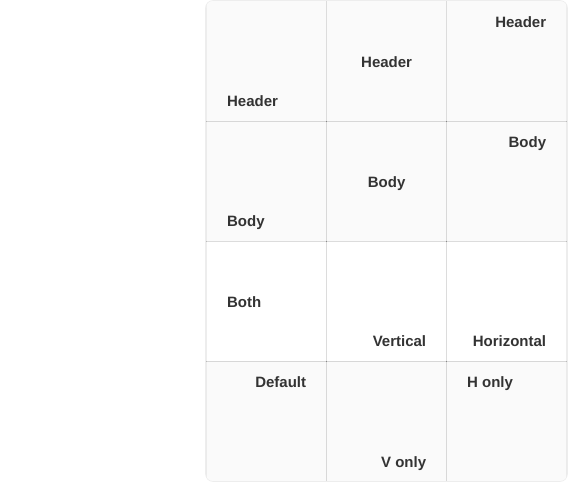 Header
Header
Header
Body
Body
Body
Both
Vertical
Horizontal
Default
V only
H only